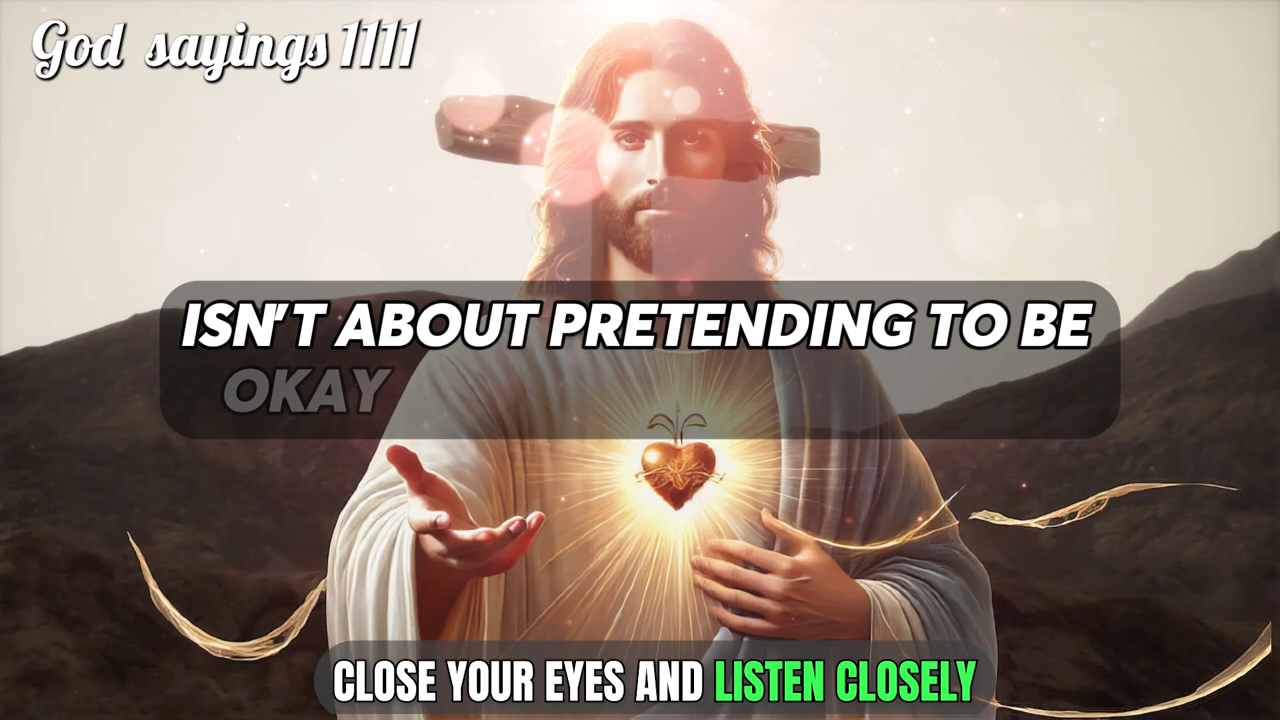 God sayings 1111
ISN'T ABOUT PRETENDING TO BE
OKAY
CLOSE YOUR EYES AND LISTEN CLOSELY